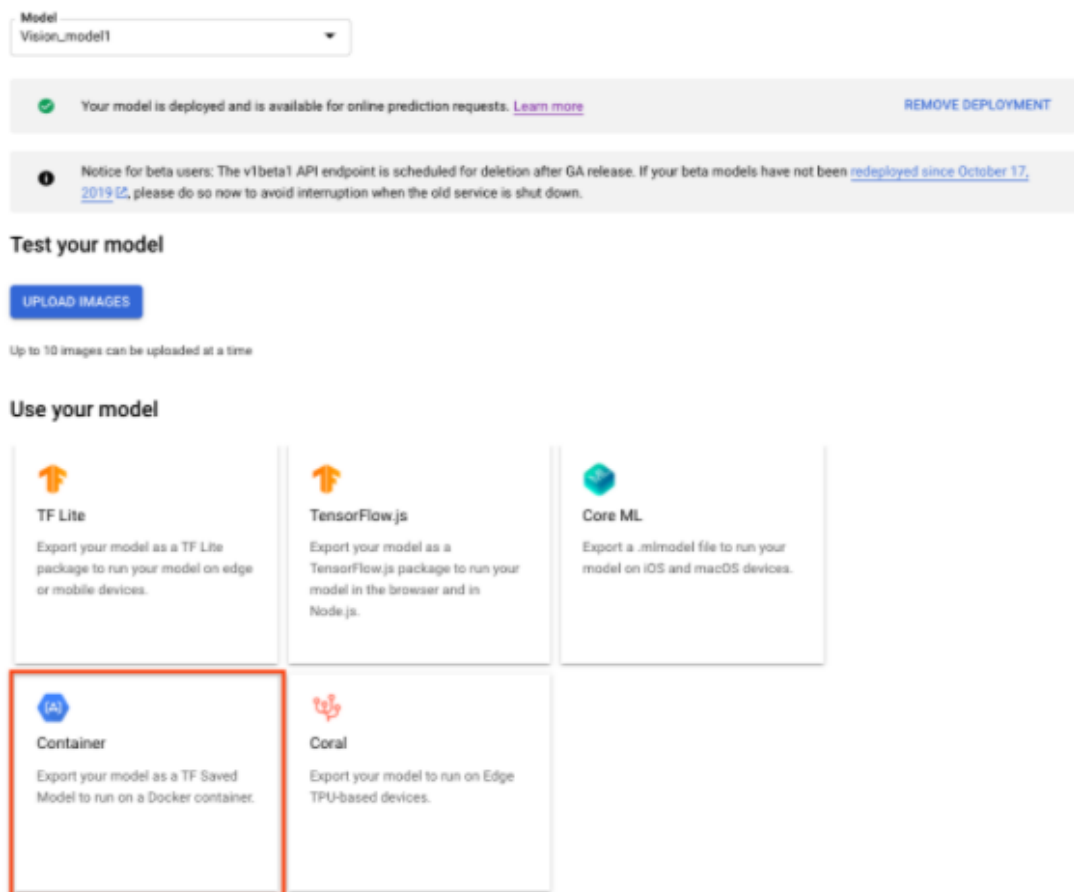 Model
Vision_model1
Your model is deployed and is available for online prediction requests. Learn more
REMOVE DEPLOYMENT
Notice for beta users: The v1beta1 API endpoint is scheduled for deletion after GA release. If your beta models have not been redeployed since October 17,
2019, please do so now to avoid interruption when the old service is shut down.
Test your model
UPLOAD IMAGES
Up to 10 images can be uploaded at a time
Use your model
TF Lite
Export your model as a TF Lite
package to run your model on edge
or mobile devices.
TensorFlow.js
Export your model as a
TensorFlow.js package to run your
model in the browser and in
Node.js.
Core ML
Export a .mlmodel file to run your
model on iOS and macOS devices.
Container
Export your model as a TF Saved
Model to run on a Docker container.
Coral
Export your model to run on Edge
TPU-based devices.